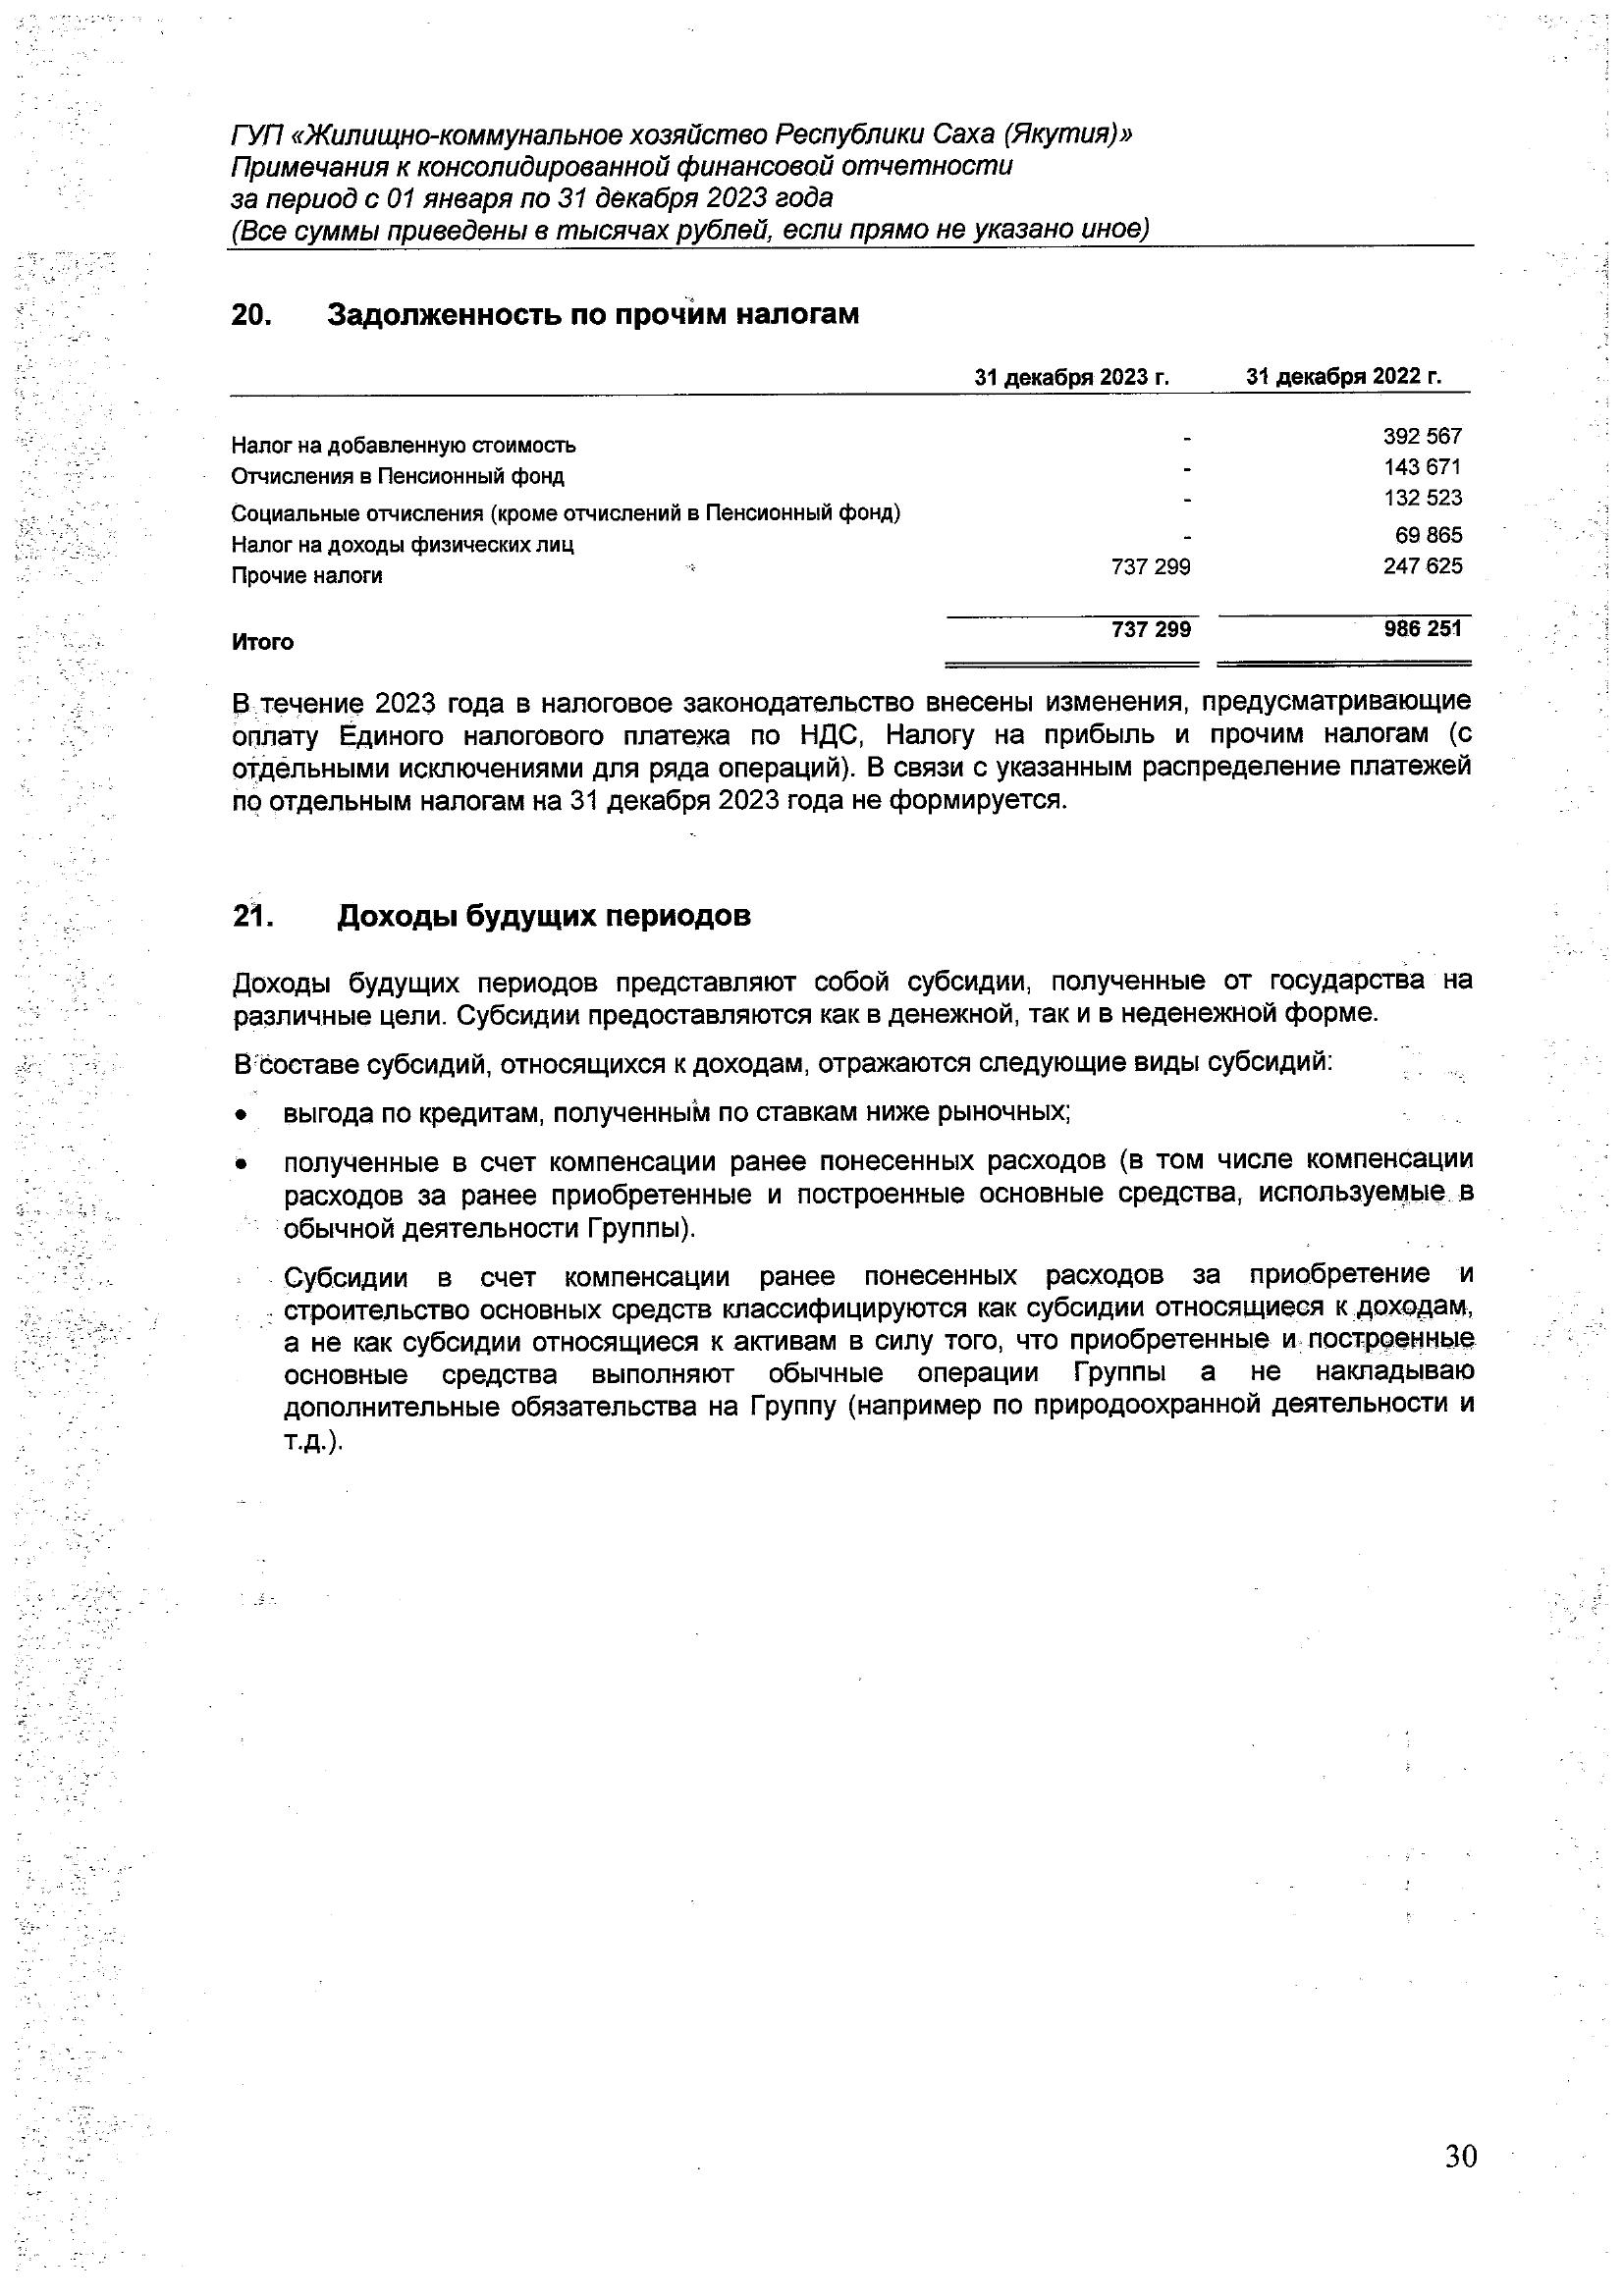 ГУП «Жилищно-коммунальное хозяйство Республики Саха (Якутия)»
Примечания к консолидированной финансовой отчетности
за период с 01 января по 31 декабря 2023 года
(Все суммы приведены в тысячах рублей, если прямо не указано иное)
20. Задолженность по прочим налогам
31 декабря 2023 г. 31 декабря 2022 г.
Налог на добавленную стоимость - 392 567
Отчисления в Пенсионный фонд - 143 671
Социальные отчисления (кроме отчислений в Пенсионный фонд) - 132 523
Налог на доходы физических лиц - 69 865
Прочие налоги 737 299 247 625
Итого 737 299 986 251
В течение 2023 года в налоговое законодательство внесены изменения, предусматривающие
оплату Единого налогового платежа по НДС, Налогу на прибыль и прочим налогам (с
отдельными исключениями для ряда операций). В связи с указанным распределение платежей
по отдельным налогам на 31 декабря 2023 года не формируется.
21. Доходы будущих периодов
Доходы будущих периодов представляют собой субсидии, полученные от государства на
различные цели. Субсидии предоставляются как в денежной, так и в неденежной форме.
В составе субсидий, относящихся к доходам, отражаются следующие виды субсидий:
• выгода по кредитам, полученным по ставкам ниже рыночных;
• полученные в счет компенсации ранее понесенных расходов (в том числе компенсации
расходов за ранее приобретенные и построенные основные средства, используемые в
обычной деятельности Группы).
Субсидии в счет компенсации ранее понесенных расходов за приобретение и
строительство основных средств классифицируются как субсидии относящиеся к доходам,
а не как субсидии относящиеся к активам в силу того, что приобретенные и построенные
основные средства выполняют обычные операции Группы а не накладываю
дополнительные обязательства на Группу (например по природоохранной деятельности и
т.д.).
30